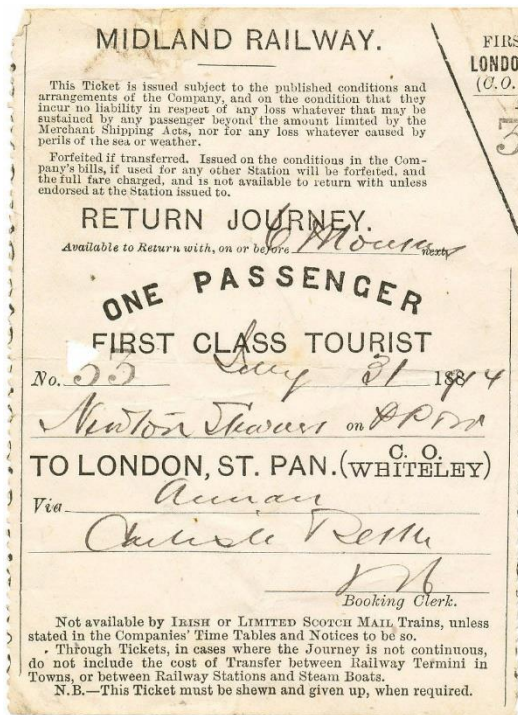 MIDLAND RAILWAY.
This Ticket is issued subject to the published conditions and
arrangements of the Company, and on the condition that they
incur no liability in respect of any loss whatever that may be
sustained by any passenger beyond the amount limited by the
Merchant Shipping Acts, nor for any loss whatever caused by
perils of the sea or weather.
Forfeited if transferred. Issued on the conditions in the Com-
pany's bills, if used for any other Station will be forfeited, and
the full fare charged, and is not available to return with unless
endorsed at the Station issued to.
RETURN JOURNEY.
Available to Return with, on or before 6 Months next
ONE PASSENGER
FIRST CLASS TOURIST
No. 33 July 31 188
Newton Stewart on
TO LONDON, ST. PAN. (C. O. WHITELEY)
Via Annan
Carlisle
Booking Clerk.
Not available by IRISH or LIMITED SCOTCH MAIL Trains, unless
stated in the Companies' Time Tables and Notices to be so.
Through Tickets, in cases where the Journey is not continuous,
do not include the cost of Transfer between Railway Termini in
Towns, or between Railway Stations and Steam Boats.
N.B.—This Ticket must be shewn and given up, when required.
FIRS
LONDO
(C.O.
3